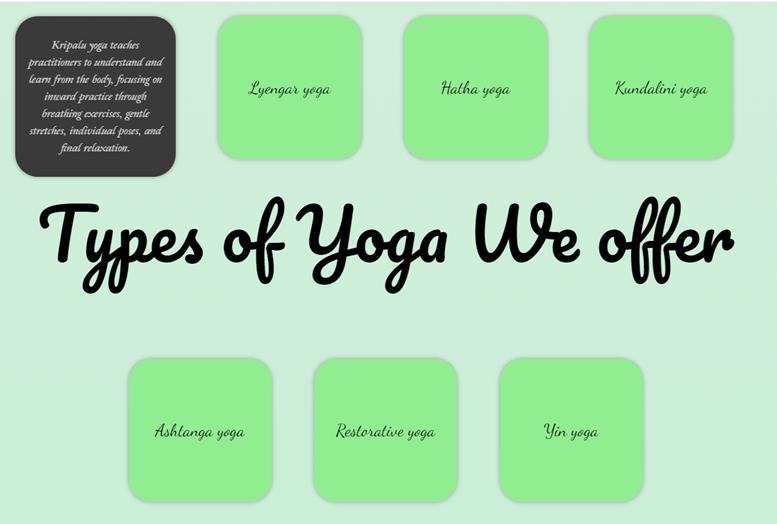 Kripalu yoga teaches
practitioners to understand and
learn from the body, focusing on
inward practice through
breathing exercises, gentle
stretches, individual poses, and
final relaxation.
Lyengar yoga
Hatha yoga
Kundalini yoga
Types of Yoga We offer
Ashtanga yoga
Restorative yoga
Yin yoga